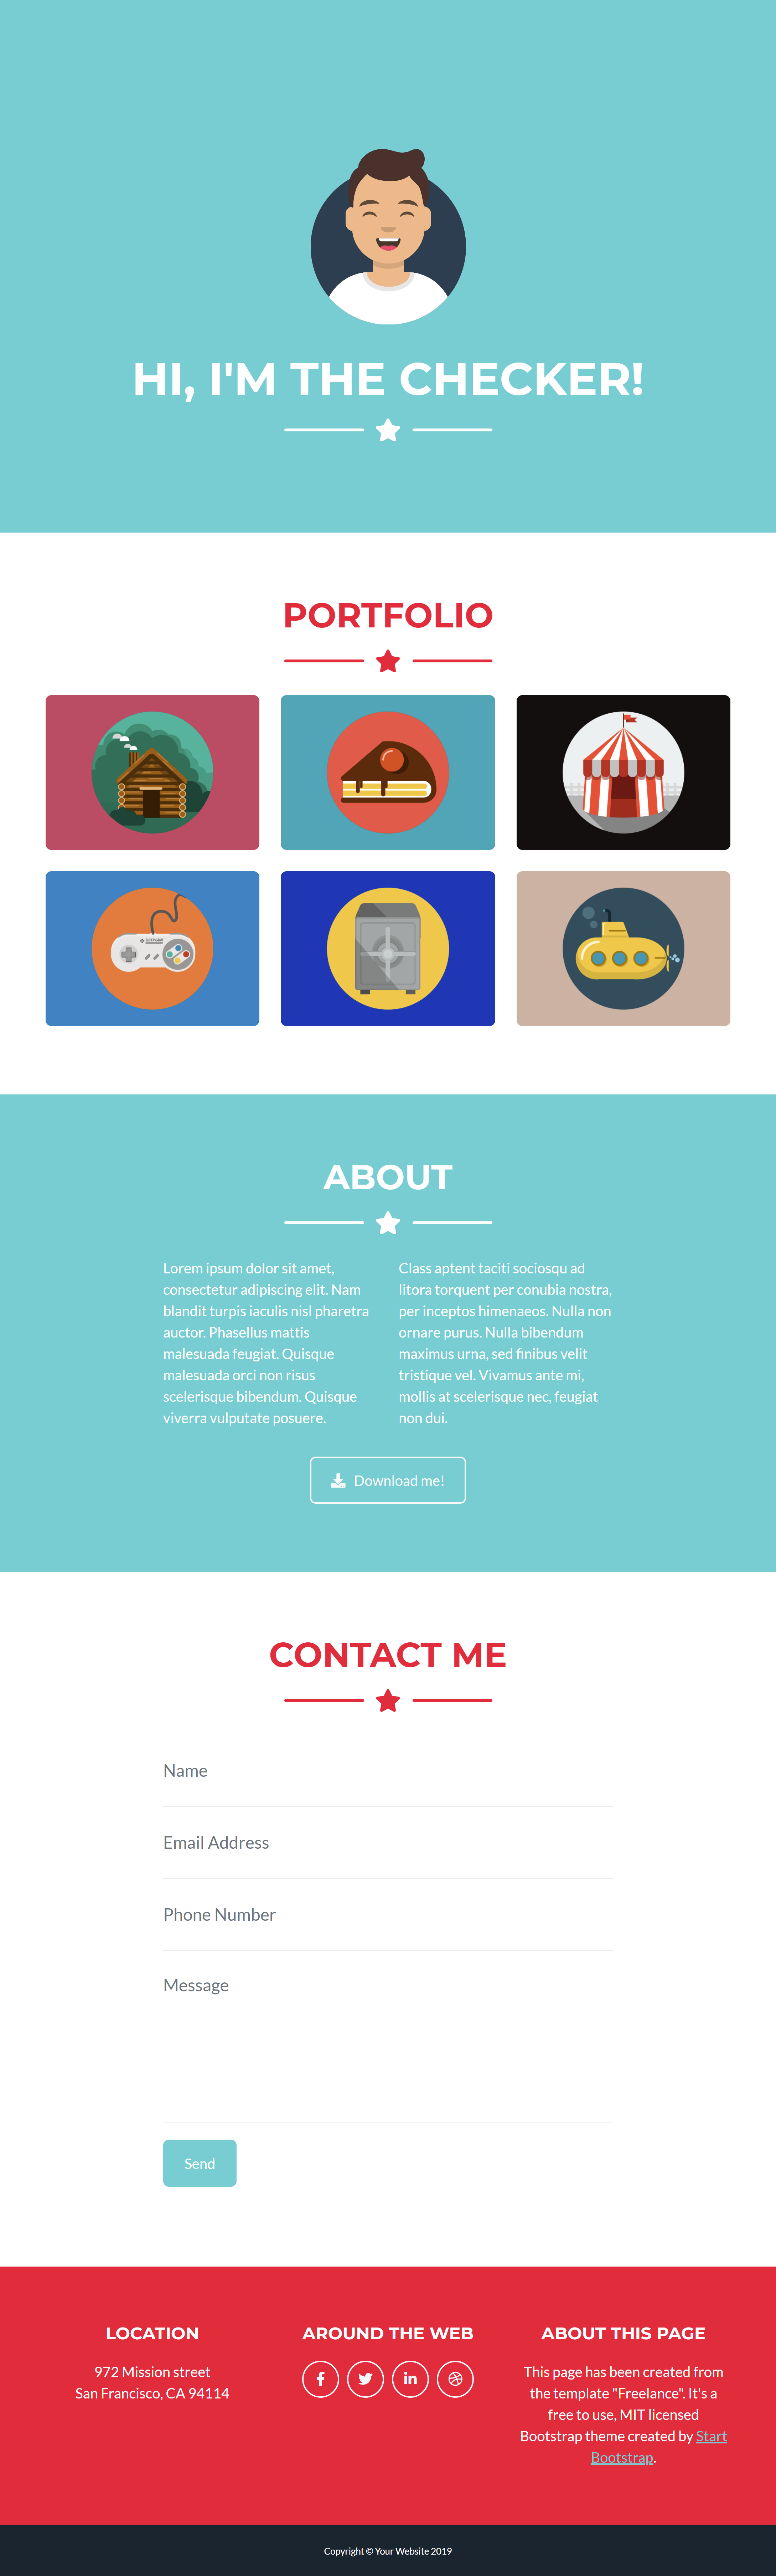 HI, I'M THE CHECKER!
PORTFOLIO
SUPER GAME
ABOUT
Lorem ipsum dolor sit amet,
consectetur adipiscing elit. Nam
blandit turpis iaculis nisl pharetra
auctor. Phasellus mattis
malesuada feugiat. Quisque
malesuada orci non risus
scelerisque bibendum. Quisque
viverra vulputate posuere.
Class aptent taciti sociosqu ad
litora torquent per conubia nostra,
per inceptos himenaeos. Nulla non
ornare purus. Nulla bibendum
maximus urna, sed finibus velit
tristique vel. Vivamus ante mi,
mollis at scelerisque nec, feugiat
non dui.
Download me!
CONTACT ME
Name
Email Address
Phone Number
Message
Send
LOCATION
972 Mission street
San Francisco, CA 94114
AROUND THE WEB
ABOUT THIS PAGE
This page has been created from
the template "Freelance". It's a
free to use, MIT licensed
Bootstrap theme created by Start
Bootstrap.
Copyright © Your Website 2019